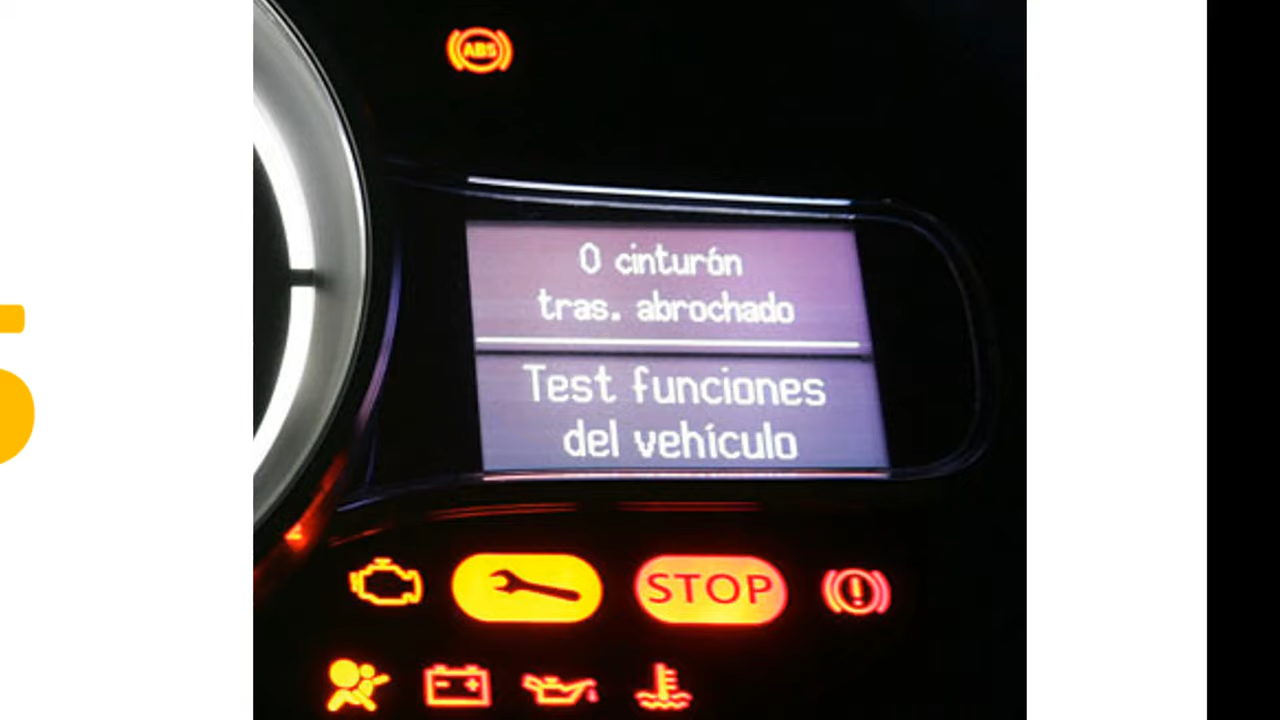 ABS
0 cinturón
tras. abrochado
Test funciones
del vehículo
STOP